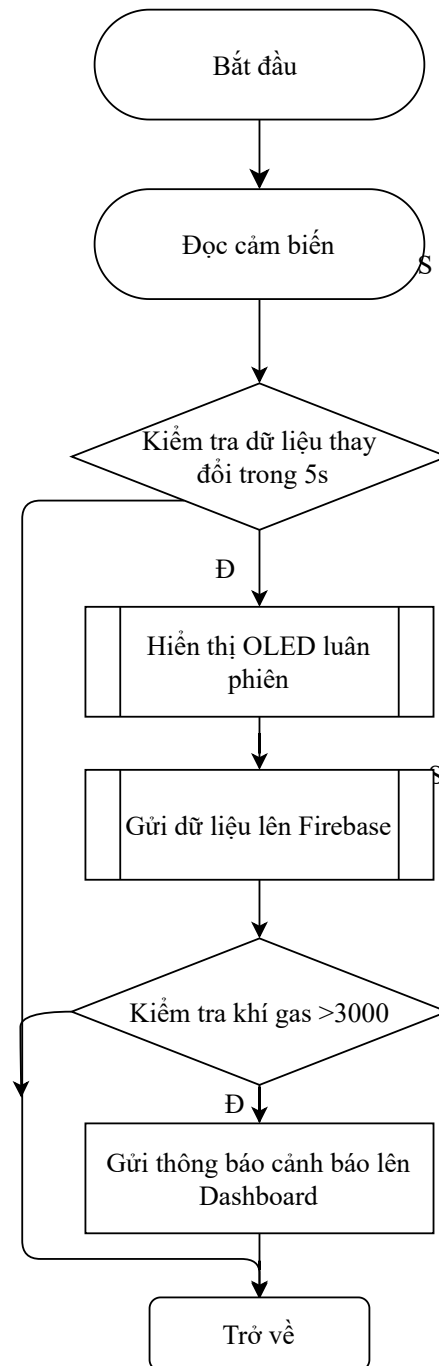 Bắt đầu
Đọc cảm biến
S
Kiểm tra dữ liệu thay
đổi trong 5s
Đ
Hiển thị OLED luân
phiên
S
Gửi dữ liệu lên Firebase
Kiểm tra khí gas >3000
Đ
Gửi thông báo cảnh báo lên
Dashboard
Trở về